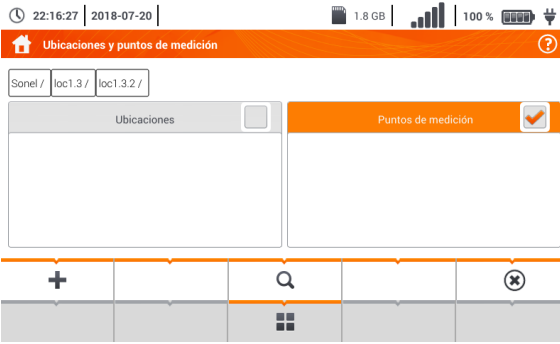 22:16:27 2018-07-20 1.8 GB 100 %
Ubicaciones y puntos de medición ?
Sonel / loc1.3 / loc1.3.2 /
Ubicaciones Puntos de medición